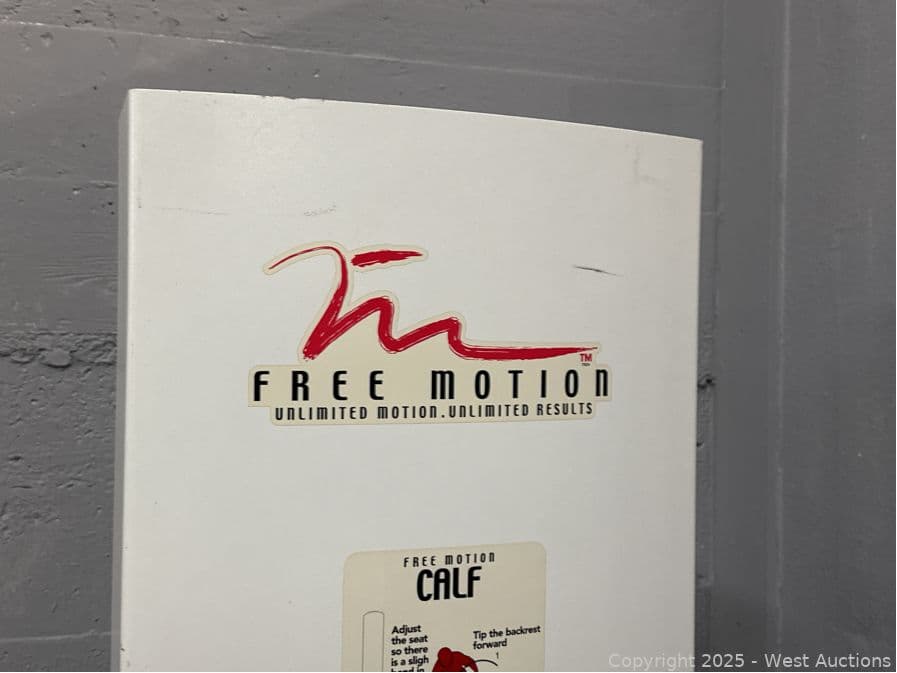 TM
FREE MOTION
UNLIMITED MOTION.UNLIMITED RESULTS
FREE MOTION
CALF
Adjust
the seat
so there
is a sligh
Tip the backrest
forward
1
Copyright 2025 - West Auctions